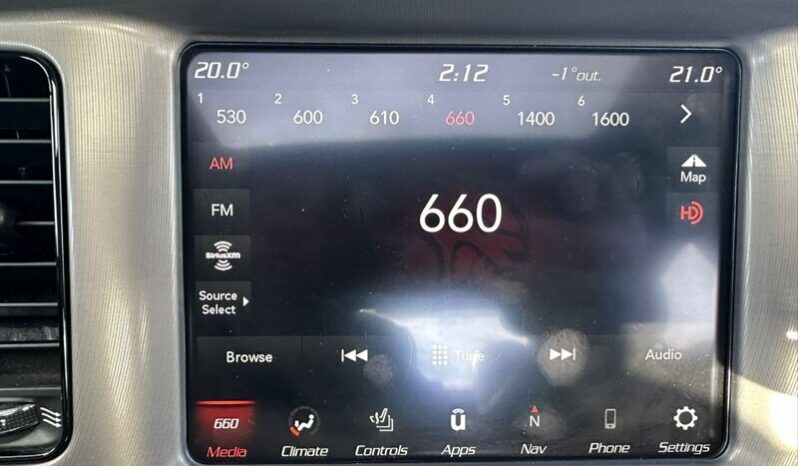 20.0° 2:12 -1°out. 21.0°
1 530 2 600 3 610 4 660 5 1400 6 1600
AM
Map
660
FM
HD
SiriusXM
Source
Select
Browse Tune Audio
660 N
Media Climate Controls Apps Nav Phone Settings